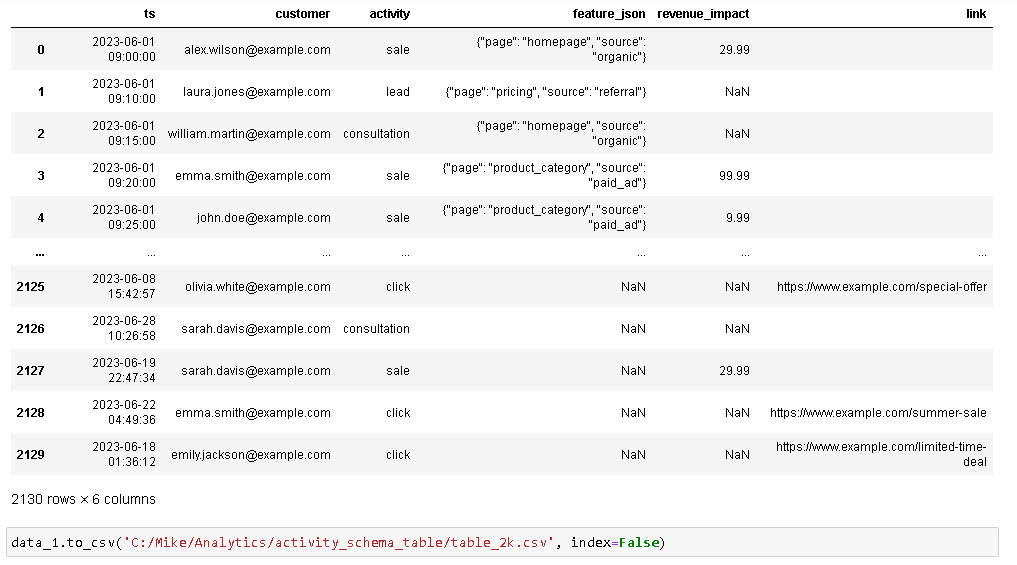 ts customer activity feature_json revenue_impact link
0 2023-06-01 09:00:00 alex.wilson@example.com sale {"page": "homepage", "source": "organic"} 29.99
1 2023-06-01 09:10:00 laura.jones@example.com lead {"page": "pricing", "source": "referral"} NaN
2 2023-06-01 09:15:00 william.martin@example.com consultation {"page": "homepage", "source": "organic"} NaN
3 2023-06-01 09:20:00 emma.smith@example.com sale {"page": "product_category", "source": "paid_ad"} 99.99
4 2023-06-01 09:25:00 john.doe@example.com sale {"page": "product_category", "source": "paid_ad"} 9.99
... ... ... ... ... ... ...
2125 2023-06-08 15:42:57 olivia.white@example.com click NaN NaN https://www.example.com/special-offer
2126 2023-06-28 10:26:58 sarah.davis@example.com consultation NaN NaN
2127 2023-06-19 22:47:34 sarah.davis@example.com sale NaN 29.99
2128 2023-06-22 04:49:36 emma.smith@example.com click NaN NaN https://www.example.com/summer-sale
2129 2023-06-18 01:36:12 emily.jackson@example.com click NaN NaN https://www.example.com/limited-time-deal
2130 rows × 6 columns
data_1.to_csv('C:/Mike/Analytics/activity_schema_table/table_2k.csv', index=False)